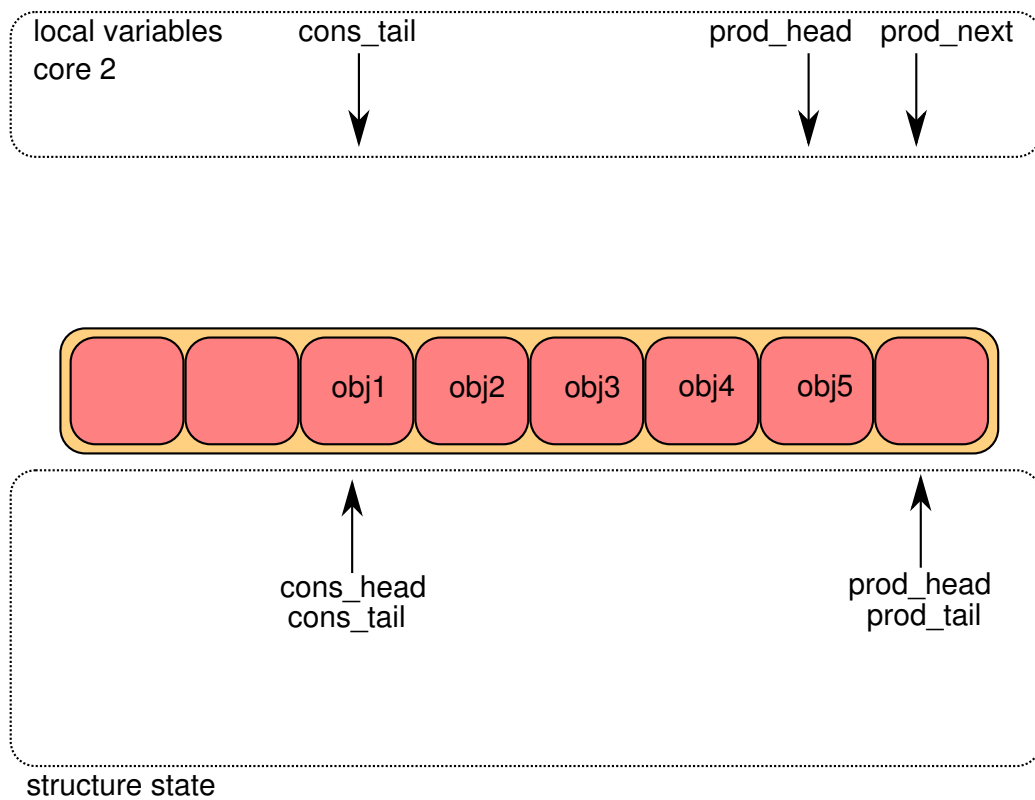 local variables
core 2
cons_tail
prod_head
prod_next
obj1
obj2
obj3
obj4
obj5
cons_head
cons_tail
prod_head
prod_tail
structure state